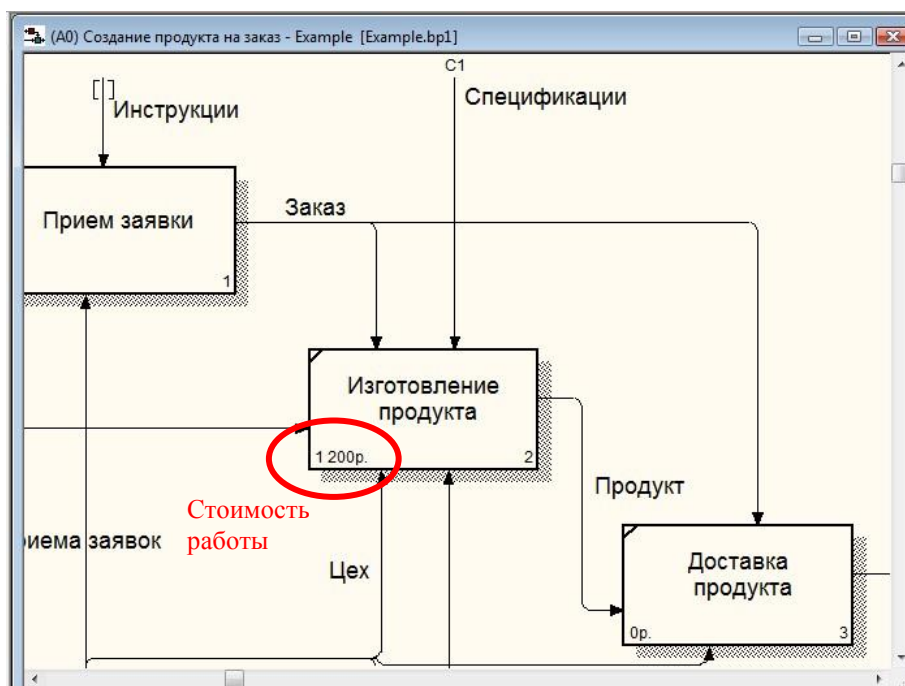 (A0) Создание продукта на заказ - Example [Example.bp1]
C1
Инструкции
Спецификации
Прием заявки
1
Заказ
Изготовление
продукта
1 200р.
2
Стоимость
работы
Продукт
риема заявок
Цех
Доставка
продукта
0р.
3